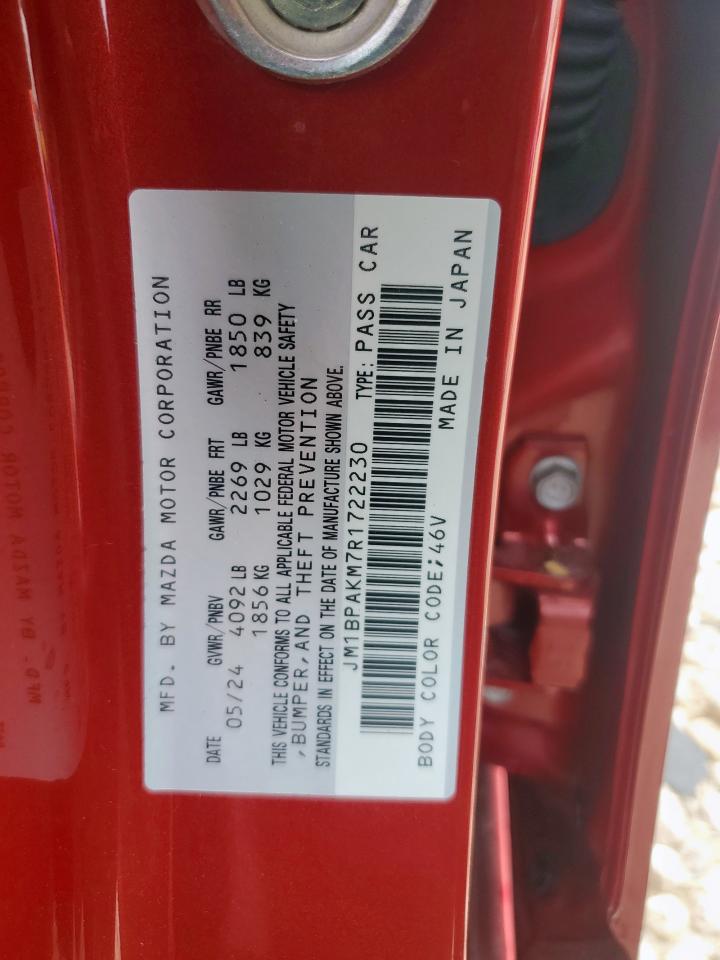 MFD. BY MAZDA MOTOR CORPORATION
DATE GVWR/PNBV GAWR/PNBE FRT GAWR/PNBE RR
05/24 4092 LB 2269 LB 1850 LB
1856 KG 1029 KG 839 KG
THIS VEHICLE CONFORMS TO ALL APPLICABLE FEDERAL MOTOR VEHICLE SAFETY
,BUMPER,AND THEFT PREVENTION
STANDARDS IN EFFECT ON THE DATE OF MANUFACTURE SHOWN ABOVE.
JM1BPAKM7R1722230 TYPE: PASS CAR
BODY COLOR CODE;46V MADE IN JAPAN